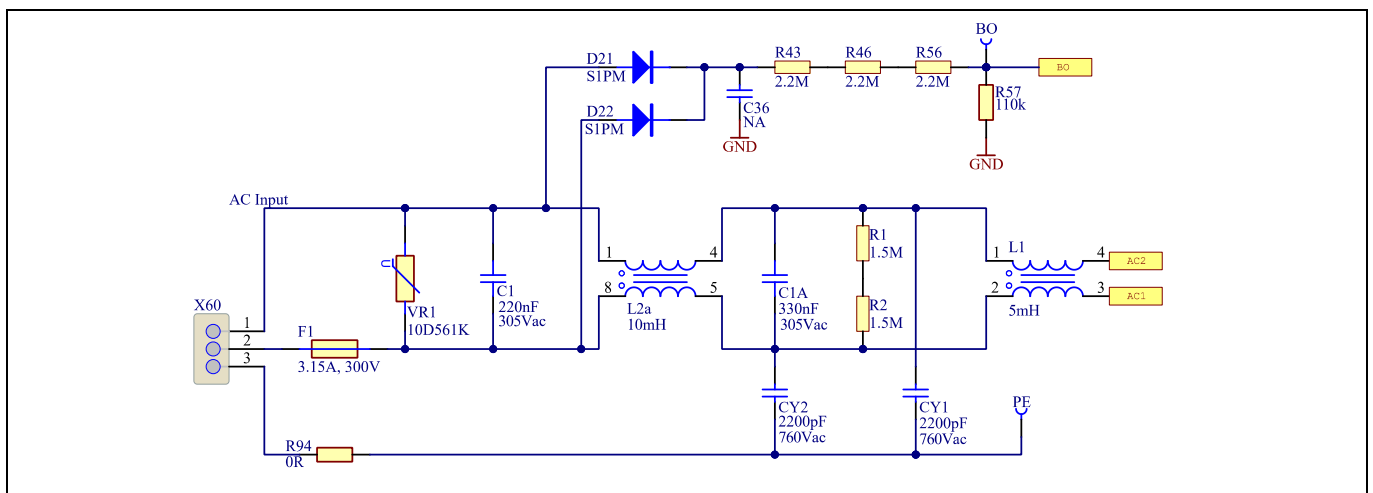 BO
D21
S1PM
R43
2.2M
R46
2.2M
R56
2.2M
BO
D22
S1PM
C36
NA
GND
R57
110k
GND
AC Input
1
4
8
5
L2a
10mH
U
VR1
10D561K
C1
220nF
305Vac
C1A
330nF
305Vac
R1
1.5M
R2
1.5M
L1
1
4
AC2
2
3
AC1
5mH
X60
1
2
3
F1
3.15A, 300V
CY2
2200pF
760Vac
CY1
2200pF
760Vac
PE
R94
0R